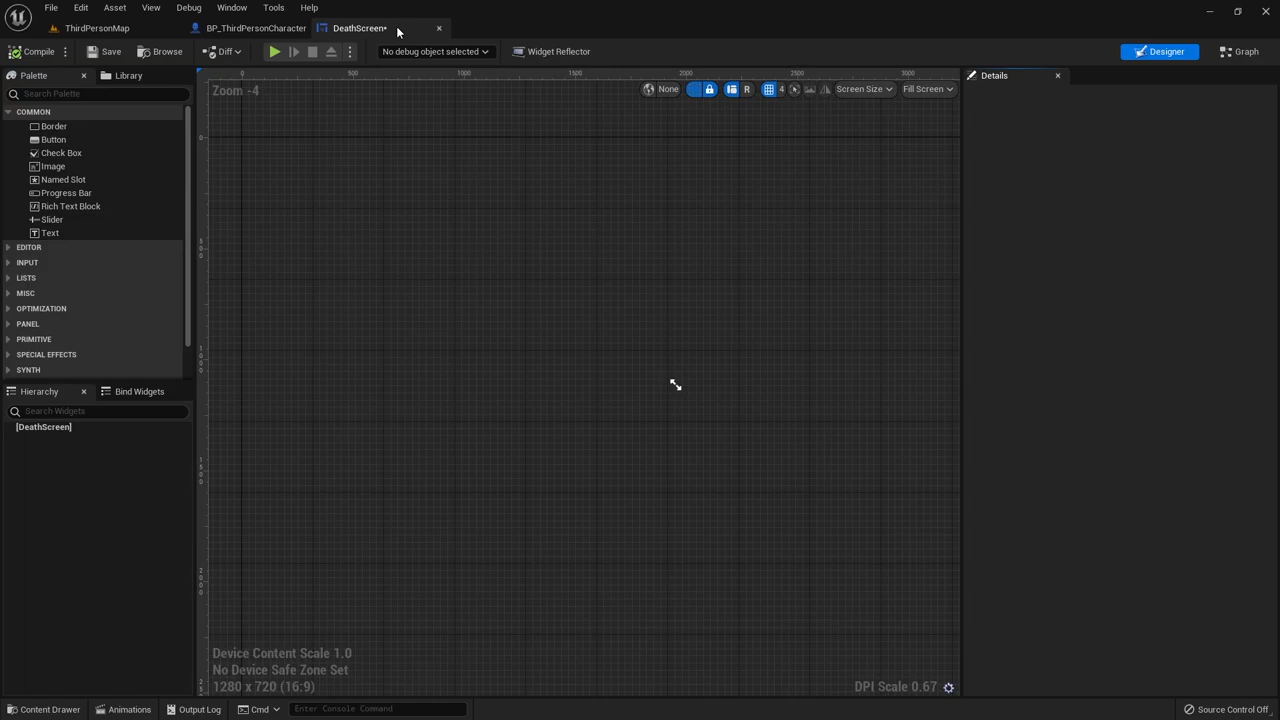 File Edit Asset View Debug Window Tools Help
ThirdPersonMap BP_ThirdPersonCharacter DeathScreen*
Compile Save Browse Diff No debug object selected Widget Reflector Designer Graph
Palette Library
Search Palette
COMMON
Border
Button
Check Box
Image
Named Slot
Progress Bar
Rich Text Block
Slider
Text
EDITOR
INPUT
LISTS
MISC
OPTIMIZATION
PANEL
PRIMITIVE
SPECIAL EFFECTS
SYNTH
Hierarchy Bind Widgets
Search Widgets
[DeathScreen]
0 500 1000 1500 2000 2500 3000
Zoom -4
None R 4 Screen Size Fill Screen
0
500
1000
1500
2000
Device Content Scale 1.0
No Device Safe Zone Set
1280 x 720 (16:9)
DPI Scale 0.67
Details
Content Drawer Animations Output Log Cmd Enter Console Command Source Control Off